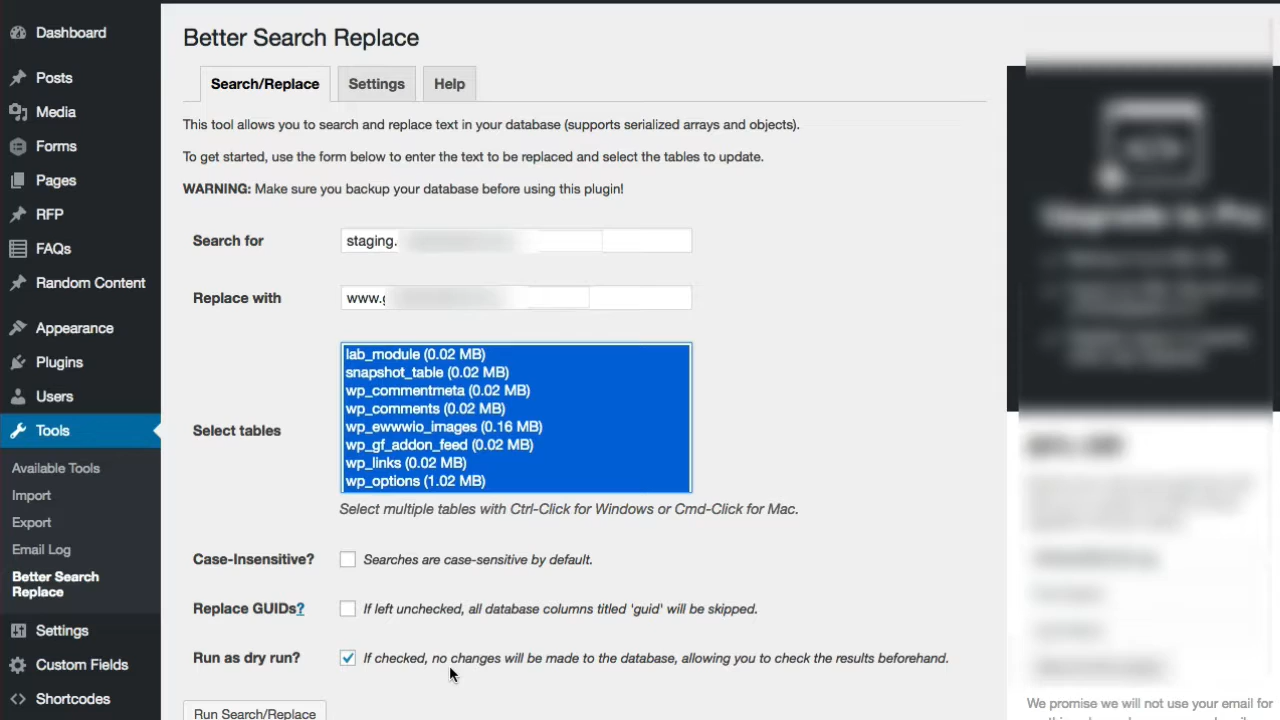 Dashboard
Posts
Media
Forms
Pages
RFP
FAQs
Random Content
Appearance
Plugins
Users
Tools
Available Tools
Import
Export
Email Log
Better Search
Replace
Settings
Custom Fields
Shortcodes
Better Search Replace
Search/Replace
Settings
Help
This tool allows you to search and replace text in your database (supports serialized arrays and objects).
To get started, use the form below to enter the text to be replaced and select the tables to update.
WARNING: Make sure you backup your database before using this plugin!
Search for
staging.
Replace with
www.g
Select tables
lab_module (0.02 MB)
snapshot_table (0.02 MB)
wp_commentmeta (0.02 MB)
wp_comments (0.02 MB)
wp_ewwwio_images (0.16 MB)
wp_gf_addon_feed (0.02 MB)
wp_links (0.02 MB)
wp_options (1.02 MB)
Select multiple tables with Ctrl-Click for Windows or Cmd-Click for Mac.
Case-Insensitive?
Searches are case-sensitive by default.
Replace GUIDs?
If left unchecked, all database columns titled 'guid' will be skipped.
Run as dry run?
If checked, no changes will be made to the database, allowing you to check the results beforehand.
Run Search/Replace
Upgrade to Pro
We promise we will not use your email for